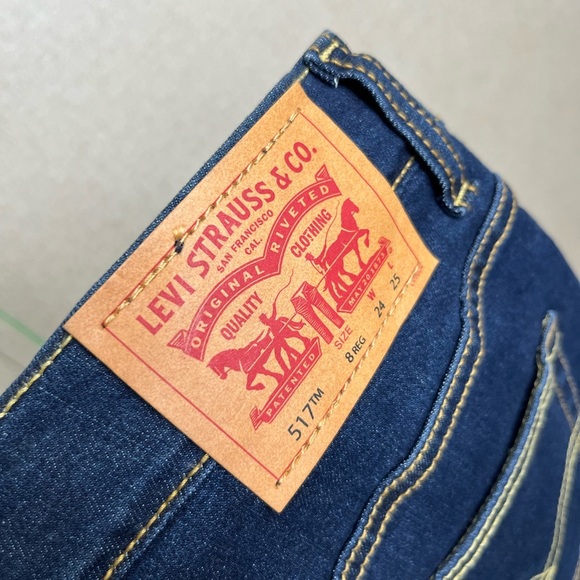 LEVI STRAUSS & CO.
SAN FRANCISCO
CAL.
ORIGINAL RIVETED
QUALITY CLOTHING
PATENTED
MAY 20 1873
SIZE W L
517™ 8 REG 24 25